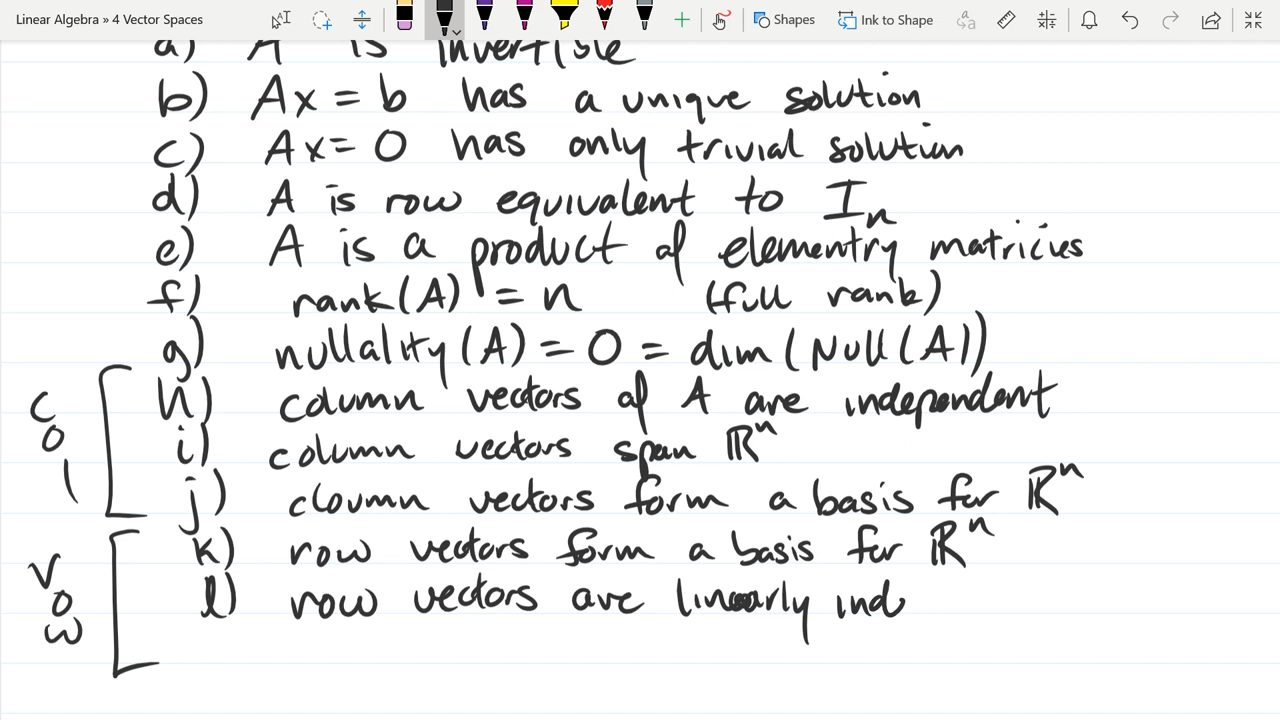 Linear Algebra » 4 Vector Spaces
Shapes
Ink to Shape
a) A is invertible
b) Ax = b has a unique solution
c) Ax = 0 has only trivial solution
d) A is row equivalent to Iₙ
e) A is a product of elementry matricies
f) rank(A) = n (full rank)
g) nullality(A) = 0 = dim(Null(A))
col
h) column vectors of A are independent
i) column vectors span ℝⁿ
j) cloumn vectors form a basis for ℝⁿ
row
k) row vectors form a basis for ℝⁿ
l) row vectors are linearly ind